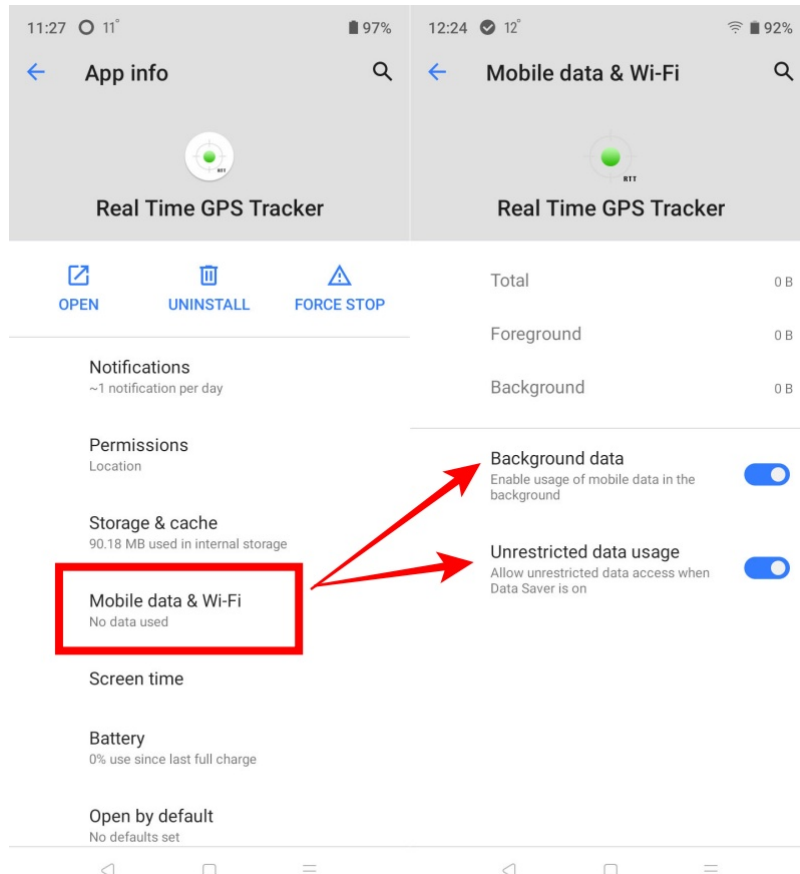 11:27 11°
97%
App info
RTT
Real Time GPS Tracker
OPEN
UNINSTALL
FORCE STOP
Notifications
~1 notification per day
Permissions
Location
Storage & cache
90.18 MB used in internal storage
Mobile data & Wi-Fi
No data used
Screen time
Battery
0% use since last full charge
Open by default
No defaults set
12:24 12°
92%
Mobile data & Wi-Fi
RTT
Real Time GPS Tracker
Total 0 B
Foreground 0 B
Background 0 B
Background data
Enable usage of mobile data in the
background
Unrestricted data usage
Allow unrestricted data access when
Data Saver is on